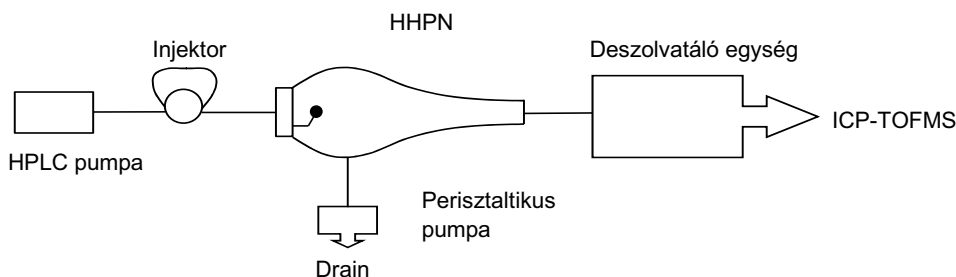 HHPN
Injektor
Deszolvatáló egység
ICP-TOFMS
HPLC pumpa
Perisztaltikus
pumpa
Drain